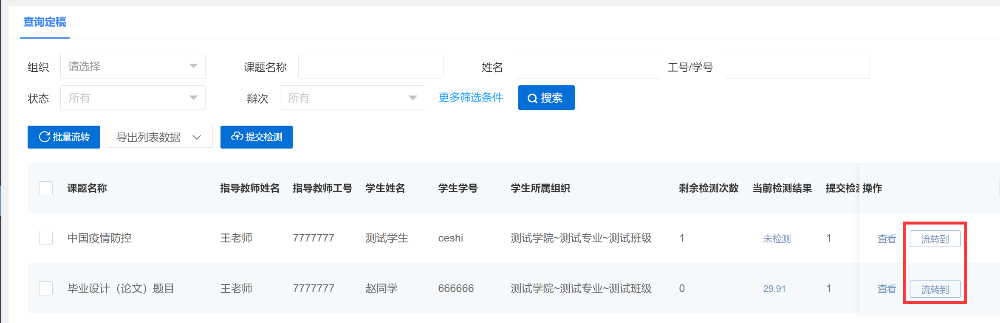 查询定稿
组织 请选择 课题名称 姓名 工号/学号
状态 所有 辩次 所有 更多筛选条件 搜索
批量流转 导出列表数据 提交检测
课题名称 指导教师姓名 指导教师工号 学生姓名 学生学号 学生所属组织 剩余检测次数 当前检测结果 提交检 操作
中国疫情防控 王老师 7777777 测试学生 ceshi 测试学院~测试专业~测试班级 1 未检测 1 查看 流转到
毕业设计（论文）题目 王老师 7777777 赵同学 666666 测试学院~测试专业~测试班级 0 29.91 1 查看 流转到